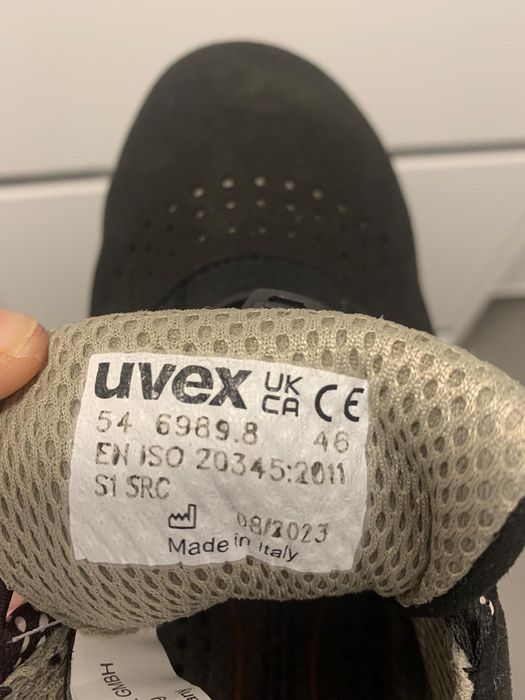 uvex UK CA CE
54 6989.8 46
EN ISO 20345:2011
S1 SRC
08/2023
Made in Italy
GMBH